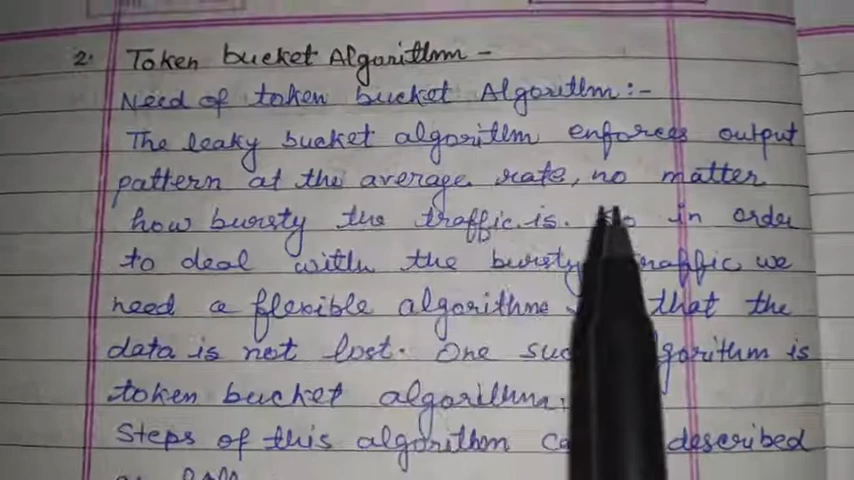 2. Token bucket Algorithm -
Need of token bucket Algorithm :-
The leaky bucket algorithm enforces output
pattern at the average rate, no matter
how bursty the traffic is. So in order
to deal with the bursty traffic we
need a flexible algorithm that the
data is not lost. One such algorithm is
token bucket algorithm.
Steps of this algorithm described